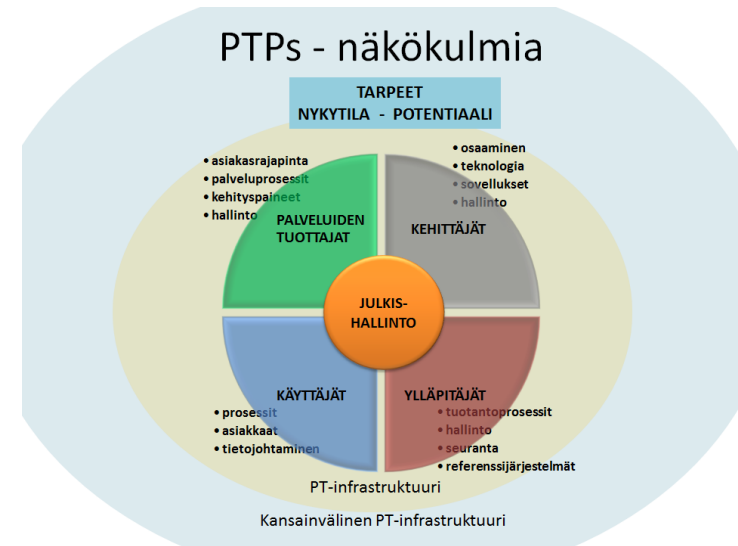 PTPs - näkökulmia
TARPEET
NYKYTILA - POTENTIAALI
• asiakasrajapinta
• palveluprosessit
• kehityspaineet
• hallinto
PALVELUIDEN
TUOTTAJAT
• osaaminen
• teknologia
• sovellukset
• hallinto
KEHITTÄJÄT
JULKIS-
HALLINTO
KÄYTTÄJÄT
• prosessit
• asiakkaat
• tietojohtaminen
YLLÄPITÄJÄT
• tuotantoprosessit
• hallinto
• seuranta
• referenssijärjestelmät
PT-infrastruktuuri
Kansainvälinen PT-infrastruktuuri